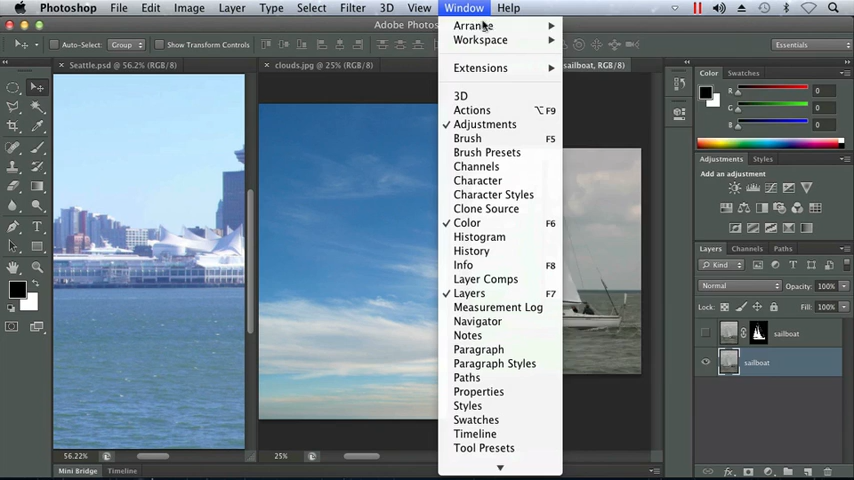 Photoshop File Edit Image Layer Type Select Filter 3D View Window Help
Adobe Photos
Auto-Select: Group Show Transform Controls Essentials
Seattle.psd @ 56.2% (RGB/8) clouds.jpg @ 25% (RGB/8) sailboat, RGB/8)
Arrange
Workspace
Extensions
3D
Actions ⌥F9
✓ Adjustments
Brush F5
Brush Presets
Channels
Character
Character Styles
Clone Source
✓ Color F6
Histogram
History
Info F8
Layer Comps
✓ Layers F7
Measurement Log
Navigator
Notes
Paragraph
Paragraph Styles
Paths
Properties
Styles
Swatches
Timeline
Tool Presets
Color Swatches
R 0
G 0
B 0
Adjustments Styles
Add an adjustment
Layers Channels Paths
Kind
Normal Opacity: 100%
Lock: Fill: 100%
sailboat
sailboat
56.22% 25%
Mini Bridge Timeline